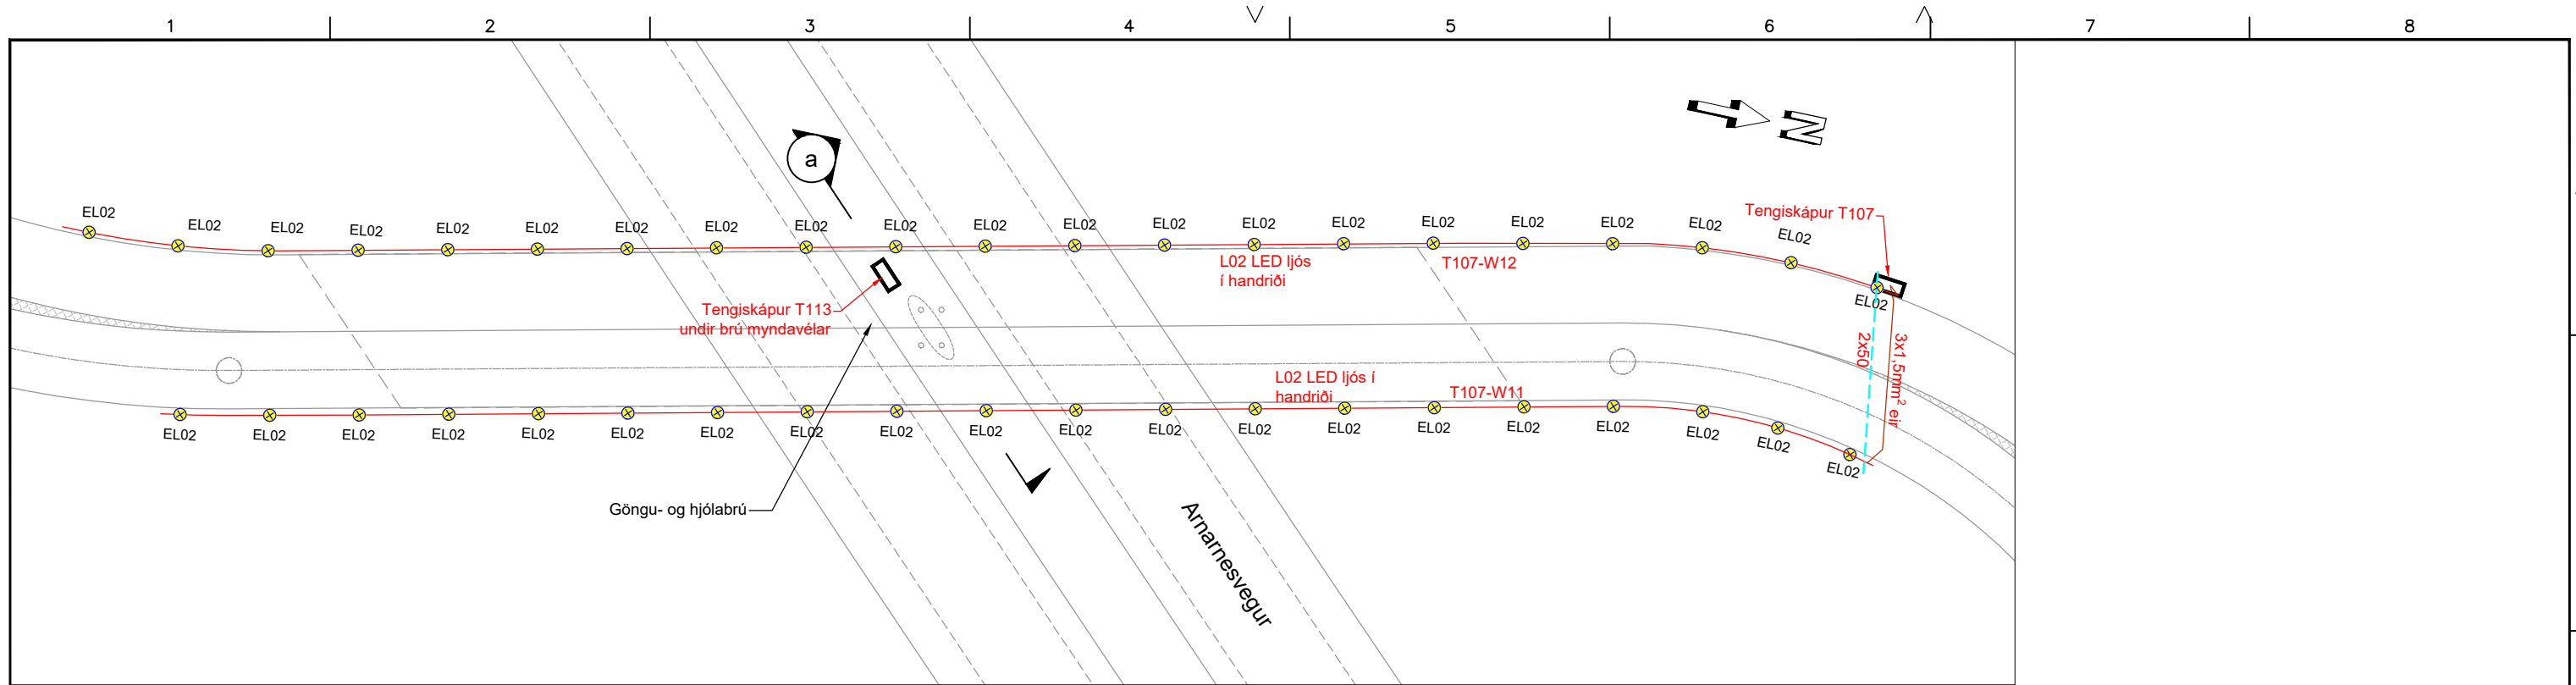 1 2 3 4 5 6 7 8
N
a
Tengiskápur T107
EL02 EL02 EL02 EL02 EL02 EL02 EL02 EL02 EL02 EL02 EL02 EL02 EL02 EL02 EL02 EL02 EL02 EL02 EL02 EL02
L02 LED ljós
í handriði
T107-W12
EL02
Tengiskápur T113
undir brú myndavélar
2x50
3x1,5mm² eir
L02 LED ljós í
handriði
T107-W11
EL02 EL02 EL02 EL02 EL02 EL02 EL02 EL02 EL02 EL02 EL02 EL02 EL02 EL02 EL02 EL02 EL02 EL02 EL02 EL02
Göngu- og hjólabrú
Arnarnesvegur